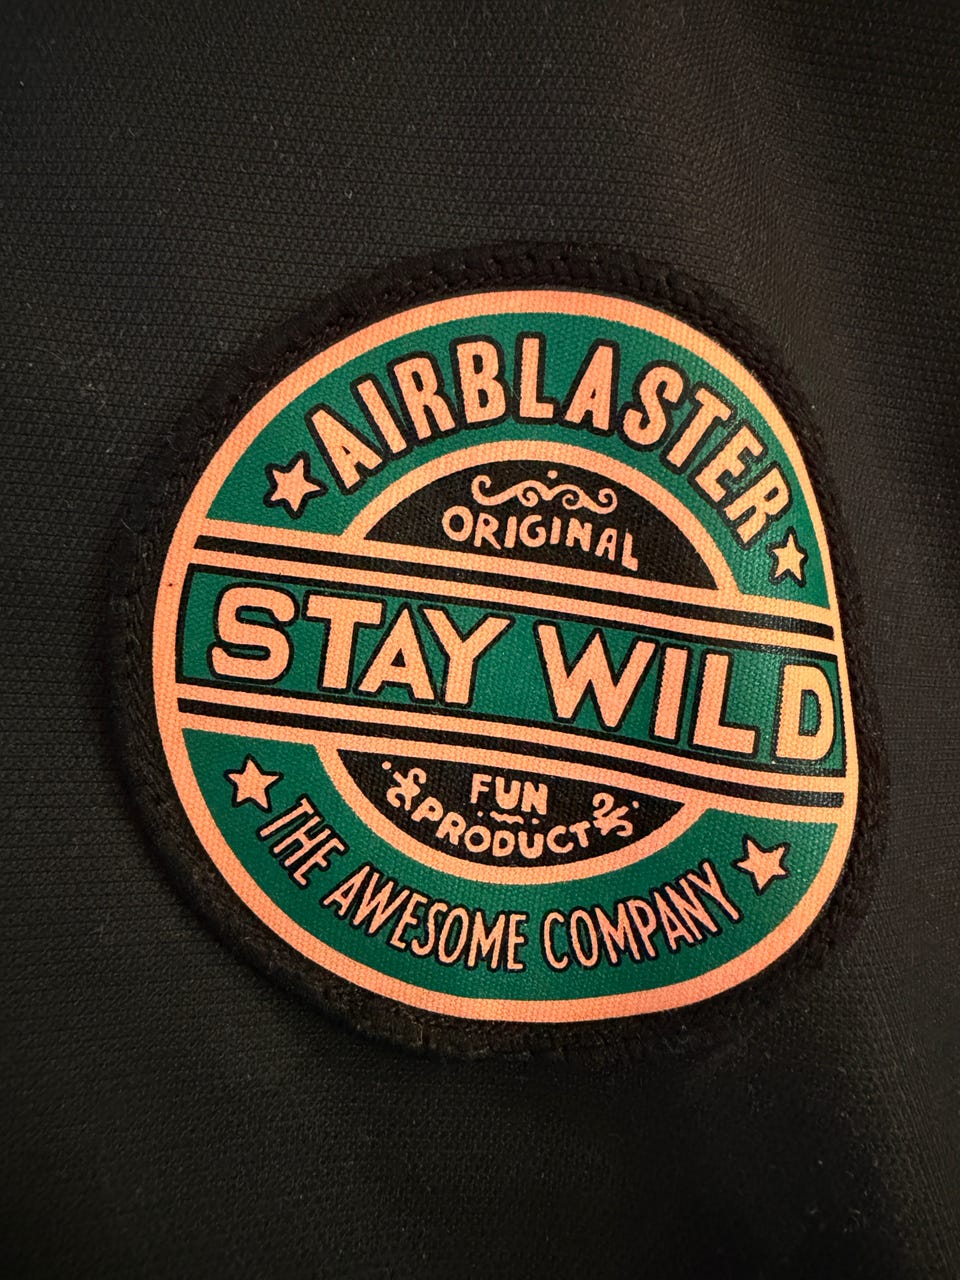 AIRBLASTER
ORIGINAL
STAY WILD
FUN
PRODUCT
THE AWESOME COMPANY